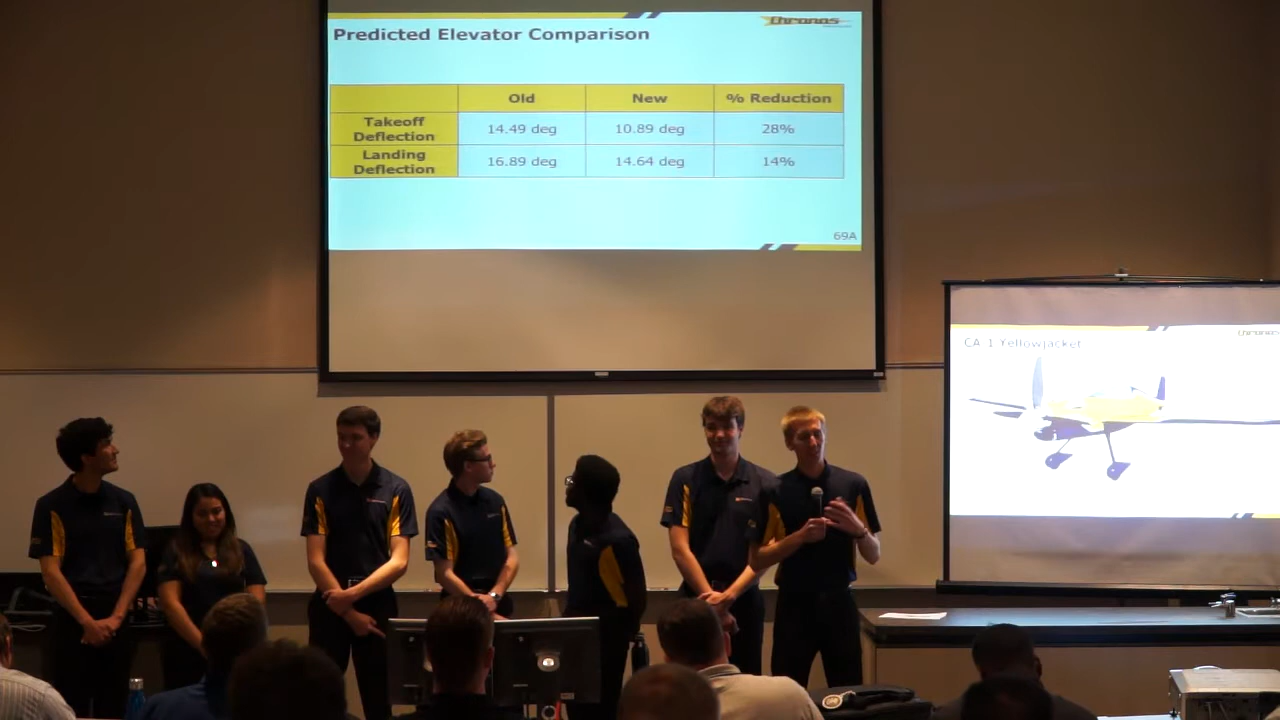 Chronos
Predicted Elevator Comparison
Old New % Reduction
Takeoff Deflection 14.49 deg 10.89 deg 28%
Landing Deflection 16.89 deg 14.64 deg 14%
69A
Chronos
CA 1 Yellowjacket